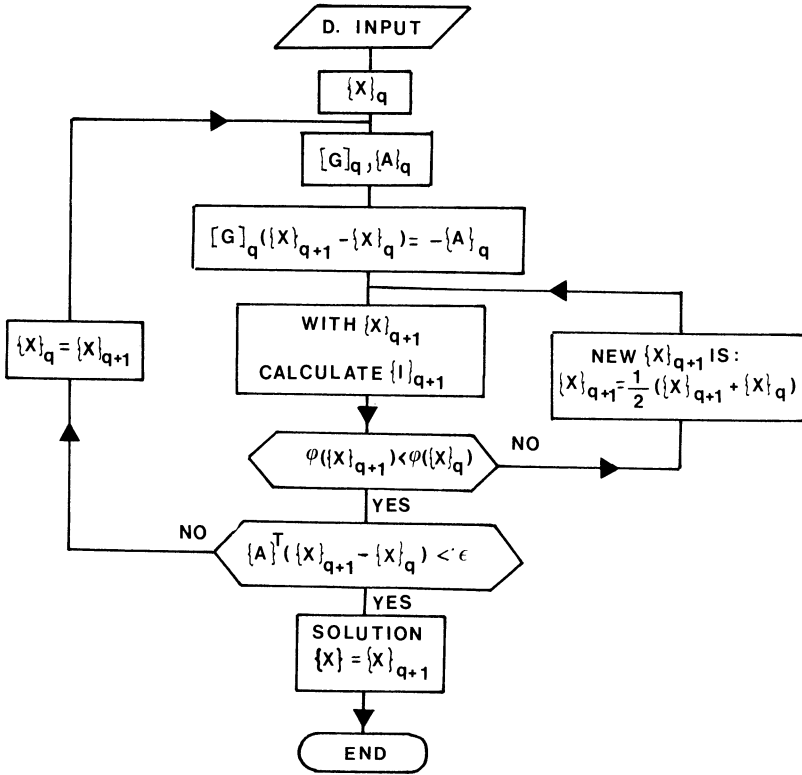 D. INPUT
{X}q
[G]q,{A}q
[G]q({X}q+1-{X}q)= -{A}q
WITH {X}q+1
CALCULATE {I}q+1
{X}q = {X}q+1
NEW {X}q+1 IS:
{X}q+1= 1/2 ({X}q+1 + {X}q)
φ({X}q+1)<φ({X}q)
NO
YES
NO
{A}T({X}q+1-{X}q) < ϵ
YES
SOLUTION
{X} = {X}q+1
END